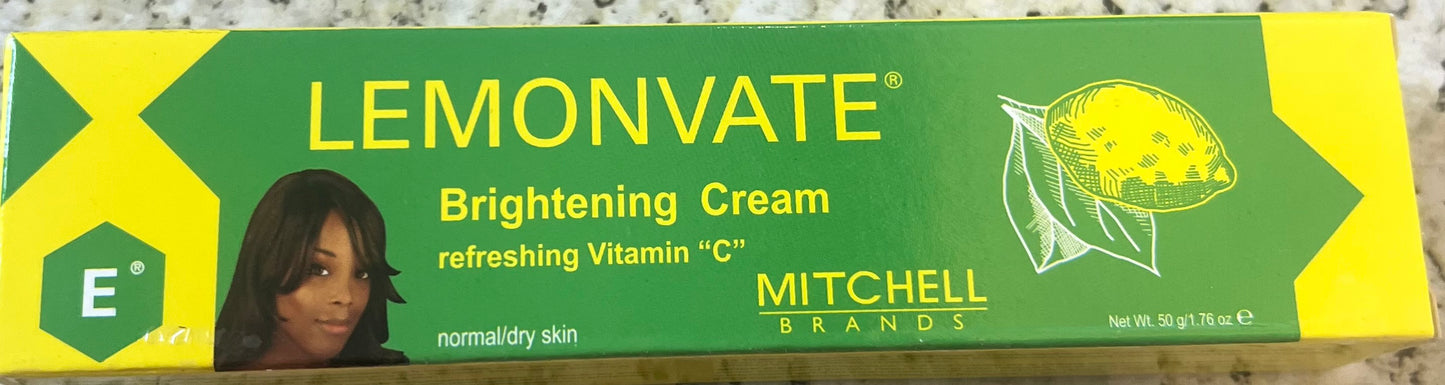 LEMONVATE®
Brightening Cream
refreshing Vitamin “C”
MITCHELL
BRANDS
E®
normal/dry skin
Net Wt. 50 g/1.76 oz ℮